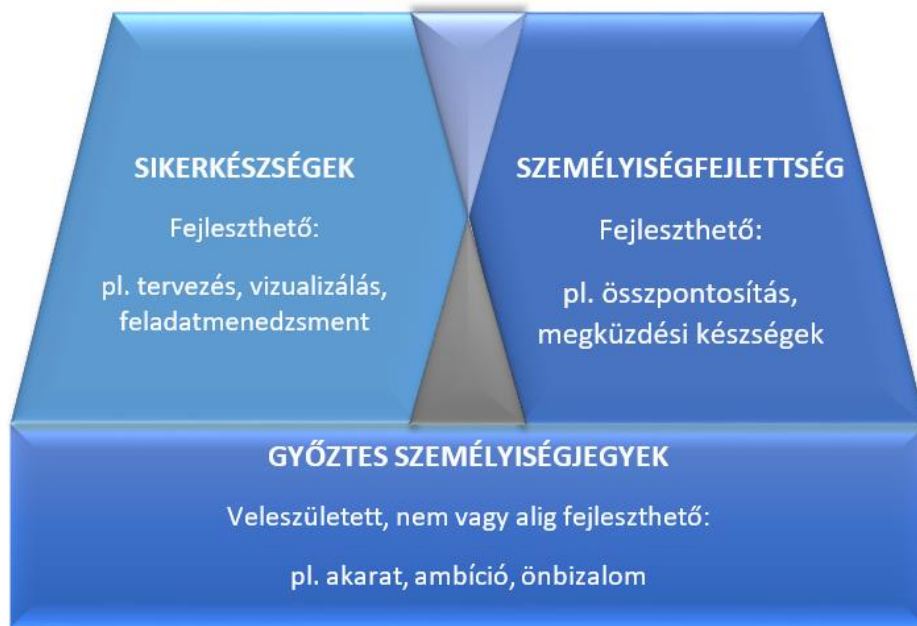 SIKERKÉSZSÉGEK
Fejleszthető:
pl. tervezés, vizualizálás,
feladatmenedzsment
SZEMÉLYISÉGFEJLETTSÉG
Fejleszthető:
pl. összpontosítás,
megküzdési készségek
GYŐZTES SZEMÉLYISÉGJEGYEK
Veleszületett, nem vagy alig fejleszthető:
pl. akarat, ambíció, önbizalom